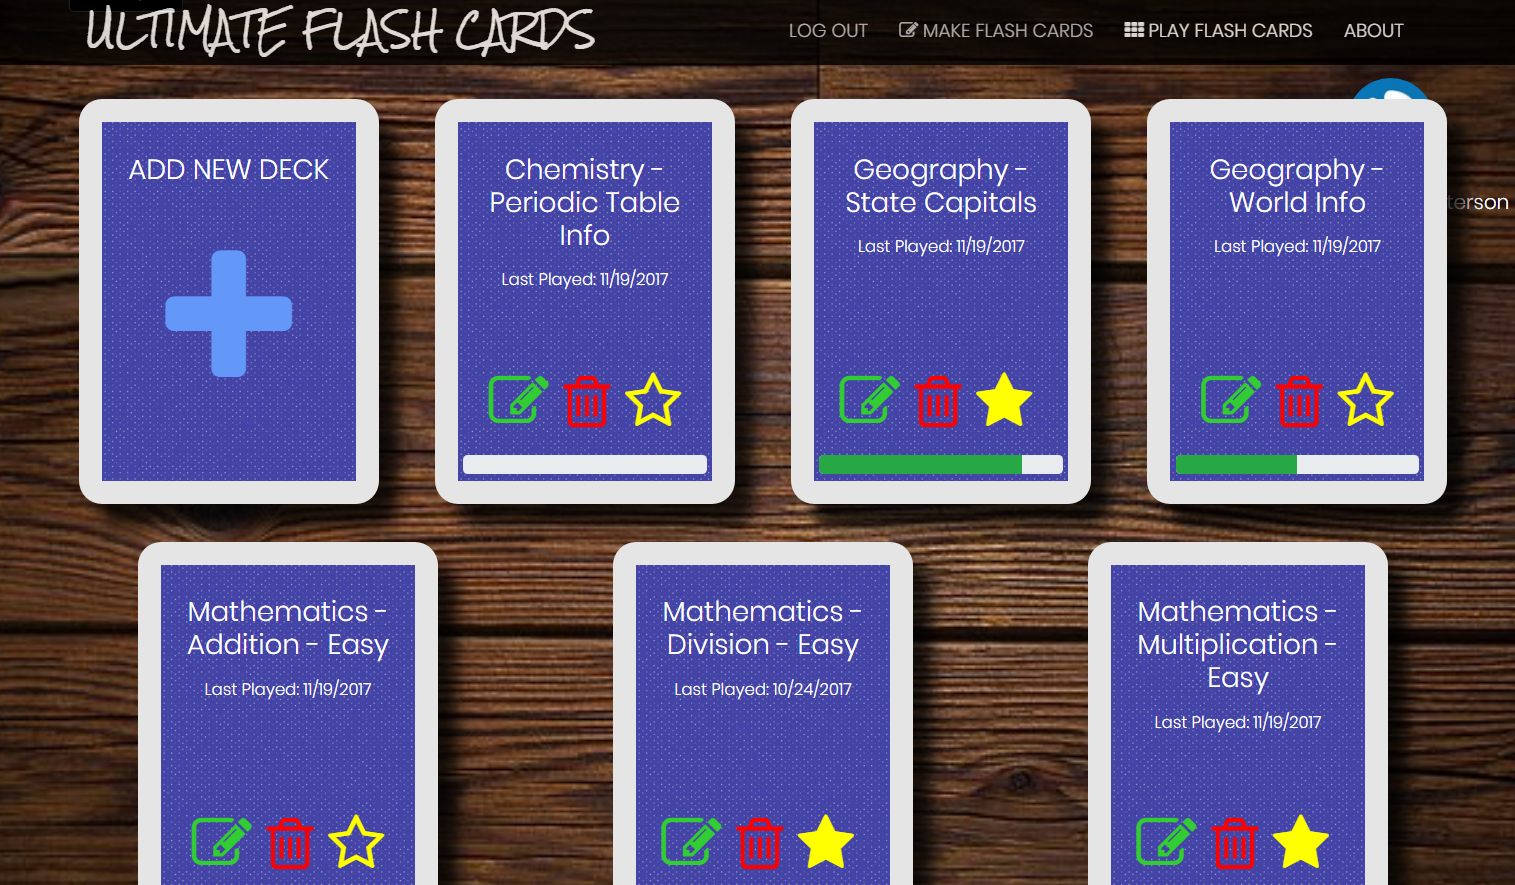 ULTIMATE FLASH CARDS
LOG OUT
MAKE FLASH CARDS
PLAY FLASH CARDS
ABOUT
ADD NEW DECK
Chemistry -
Periodic Table
Info
Last Played: 11/19/2017
Geography -
State Capitals
Last Played: 11/19/2017
Geography -
World Info
Last Played: 11/19/2017
terson
Mathematics -
Addition - Easy
Last Played: 11/19/2017
Mathematics -
Division - Easy
Last Played: 10/24/2017
Mathematics -
Multiplication -
Easy
Last Played: 11/19/2017